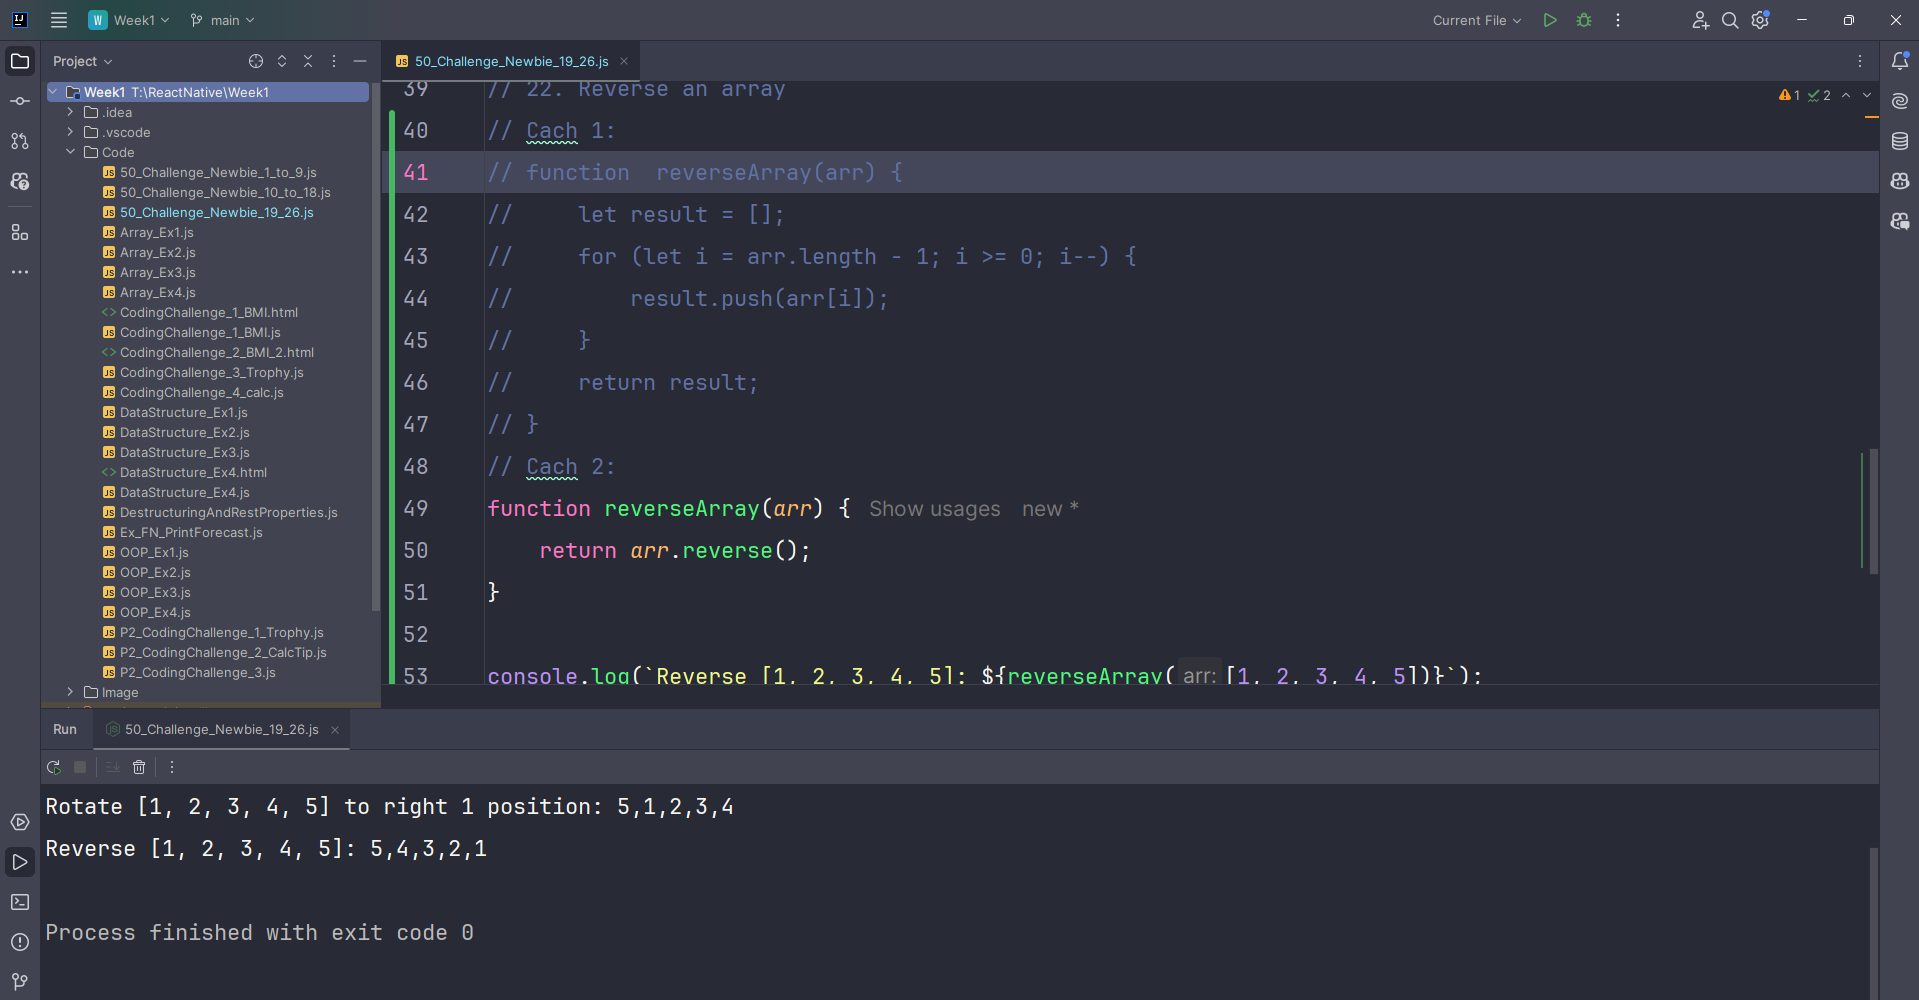 W Week1 main Current File
Project
50_Challenge_Newbie_19_26.js
Week1 T:\ReactNative\Week1
.idea
.vscode
Code
50_Challenge_Newbie_1_to_9.js
50_Challenge_Newbie_10_to_18.js
50_Challenge_Newbie_19_26.js
Array_Ex1.js
Array_Ex2.js
Array_Ex3.js
Array_Ex4.js
CodingChallenge_1_BMI.html
CodingChallenge_1_BMI.js
CodingChallenge_2_BMI_2.html
CodingChallenge_3_Trophy.js
CodingChallenge_4_calc.js
DataStructure_Ex1.js
DataStructure_Ex2.js
DataStructure_Ex3.js
DataStructure_Ex4.html
DataStructure_Ex4.js
DestructuringAndRestProperties.js
Ex_FN_PrintForecast.js
OOP_Ex1.js
OOP_Ex2.js
OOP_Ex3.js
OOP_Ex4.js
P2_CodingChallenge_1_Trophy.js
P2_CodingChallenge_2_CalcTip.js
P2_CodingChallenge_3.js
Image
1 2
39 // 22. Reverse an array
40 // Cach 1:
41 // function  reverseArray(arr) {
42 //     let result = [];
43 //     for (let i = arr.length - 1; i >= 0; i--) {
44 //         result.push(arr[i]);
45 //     }
46 //     return result;
47 // }
48 // Cach 2:
49 function reverseArray(arr) { Show usages new *
50     return arr.reverse();
51 }
52
53 console.log(`Reverse [1, 2, 3, 4, 5]: ${reverseArray( arr: [1, 2, 3, 4, 5])}`);
Run 50_Challenge_Newbie_19_26.js
Rotate [1, 2, 3, 4, 5] to right 1 position: 5,1,2,3,4
Reverse [1, 2, 3, 4, 5]: 5,4,3,2,1
Process finished with exit code 0